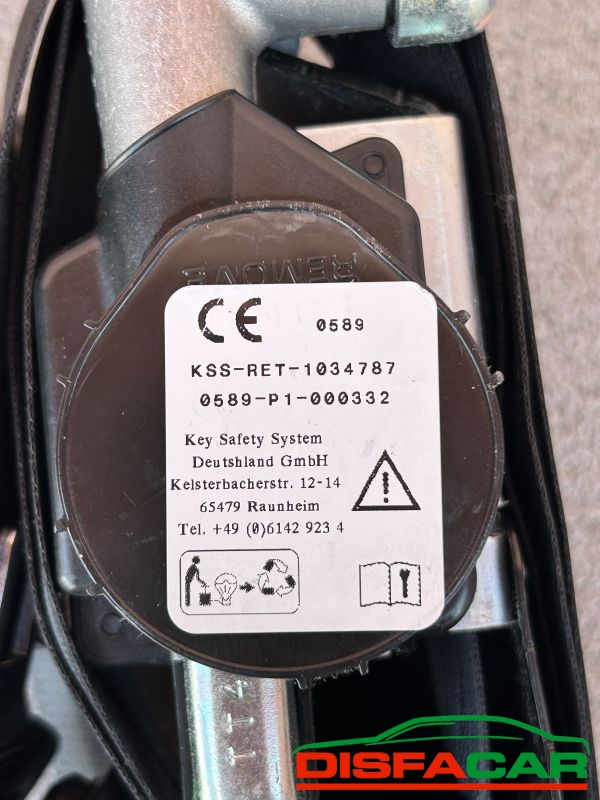 REMOVE
CE 0589
KSS-RET-1034787
0589-P1-000332
Key Safety System
Deutshland GmbH
Kelsterbacherstr. 12-14
65479 Raunheim
Tel. +49 (0)6142 923 4
TT4
DISFACAR